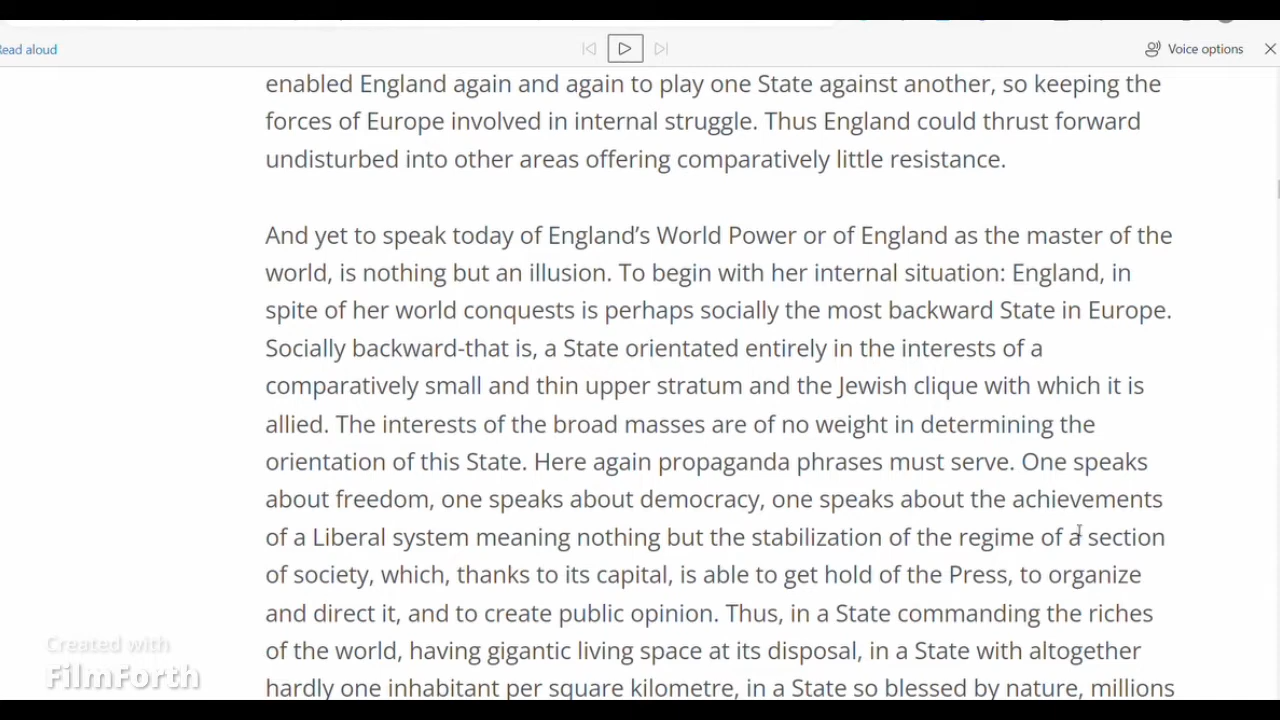 Read aloud
Voice options
enabled England again and again to play one State against another, so keeping the
forces of Europe involved in internal struggle. Thus England could thrust forward
undisturbed into other areas offering comparatively little resistance.
And yet to speak today of England’s World Power or of England as the master of the
world, is nothing but an illusion. To begin with her internal situation: England, in
spite of her world conquests is perhaps socially the most backward State in Europe.
Socially backward-that is, a State orientated entirely in the interests of a
comparatively small and thin upper stratum and the Jewish clique with which it is
allied. The interests of the broad masses are of no weight in determining the
orientation of this State. Here again propaganda phrases must serve. One speaks
about freedom, one speaks about democracy, one speaks about the achievements
of a Liberal system meaning nothing but the stabilization of the regime of a section
of society, which, thanks to its capital, is able to get hold of the Press, to organize
and direct it, and to create public opinion. Thus, in a State commanding the riches
of the world, having gigantic living space at its disposal, in a State with altogether
hardly one inhabitant per square kilometre, in a State so blessed by nature, millions
Created with
FilmForth